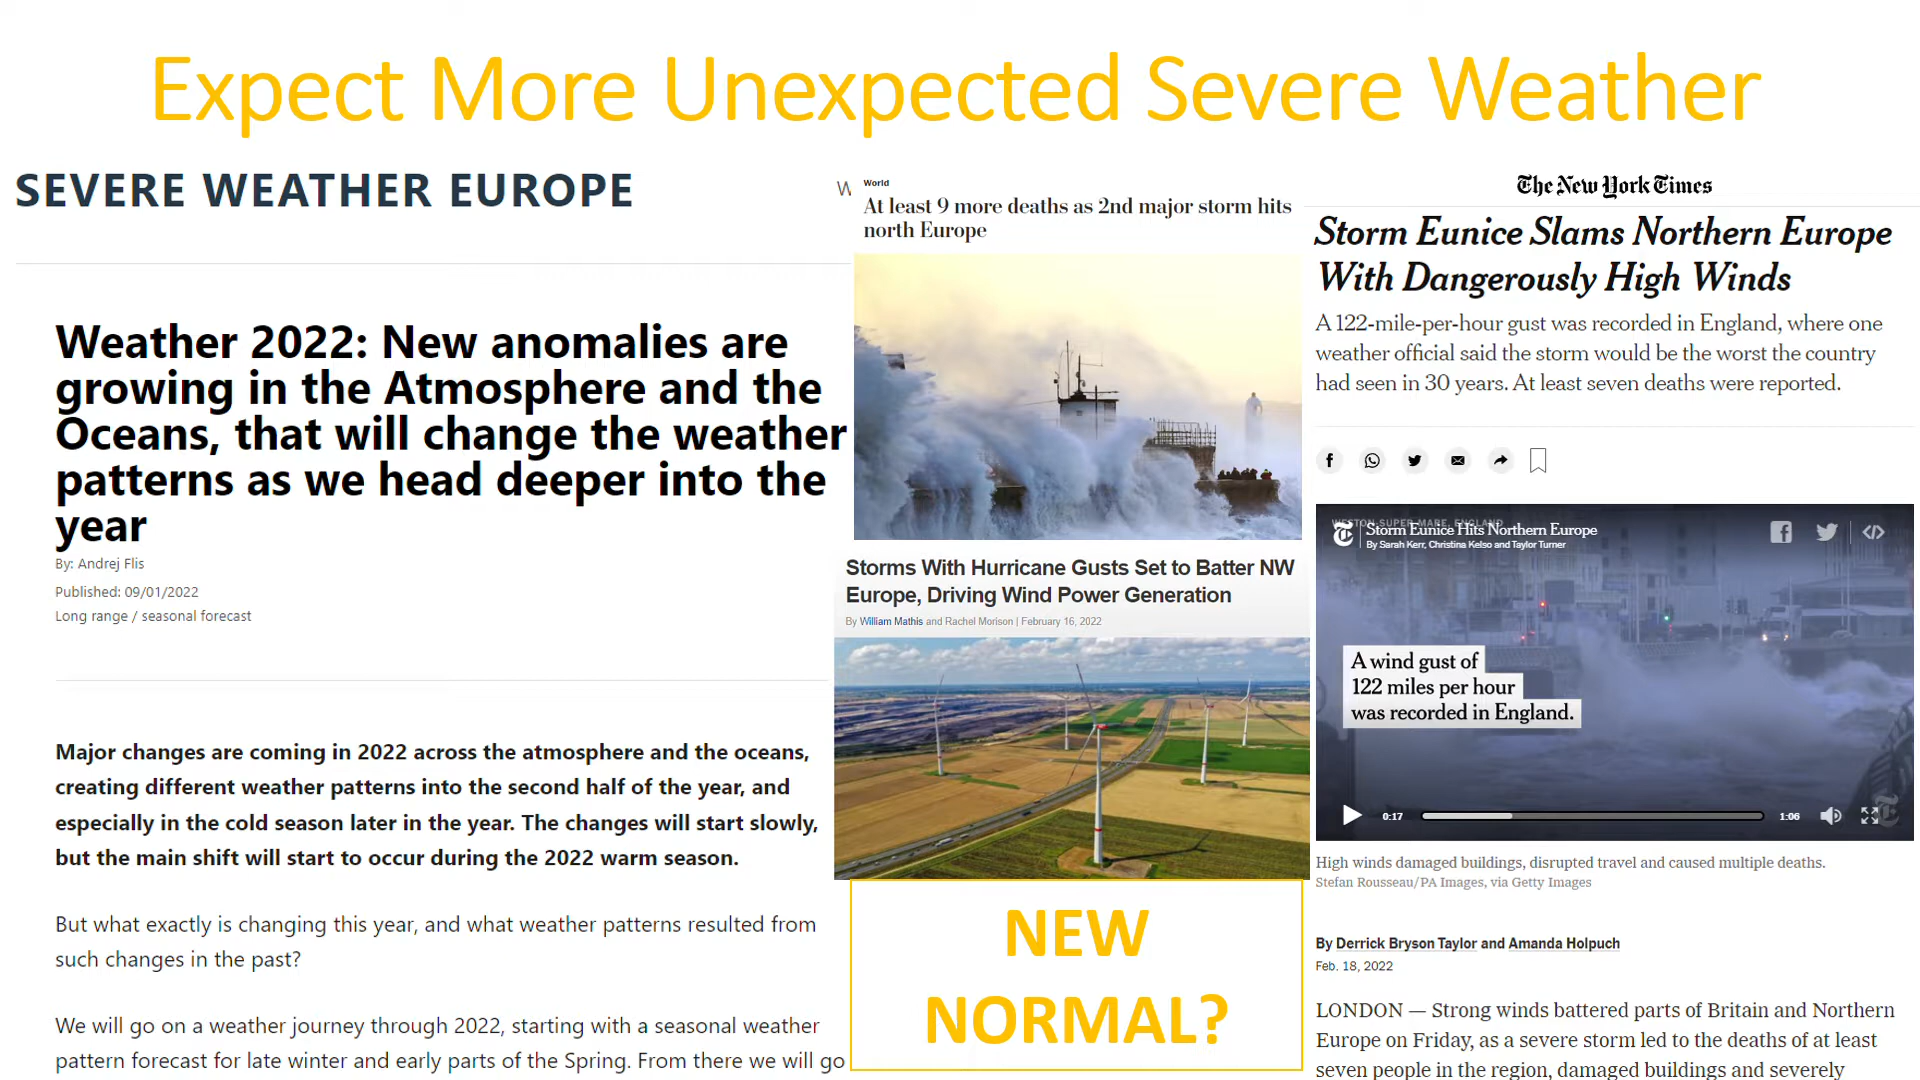 Expect More Unexpected Severe Weather
SEVERE WEATHER EUROPE
Weather 2022: New anomalies are
growing in the Atmosphere and the
Oceans, that will change the weather
patterns as we head deeper into the
year
By: Andrej Flis
Published: 09/01/2022
Long range / seasonal forecast
Major changes are coming in 2022 across the atmosphere and the oceans,
creating different weather patterns into the second half of the year, and
especially in the cold season later in the year. The changes will start slowly,
but the main shift will start to occur during the 2022 warm season.
But what exactly is changing this year, and what weather patterns resulted from
such changes in the past?
We will go on a weather journey through 2022, starting with a seasonal weather
pattern forecast for late winter and early parts of the Spring. From there we will go
W
World
At least 9 more deaths as 2nd major storm hits
north Europe
Storms With Hurricane Gusts Set to Batter NW
Europe, Driving Wind Power Generation
By William Mathis and Rachel Morison | February 16, 2022
NEW
NORMAL?
The New York Times
Storm Eunice Slams Northern Europe
With Dangerously High Winds
A 122-mile-per-hour gust was recorded in England, where one
weather official said the storm would be the worst the country
had seen in 30 years. At least seven deaths were reported.
WESTON-SUPER-MARE, ENGLAND
Storm Eunice Hits Northern Europe
By Sarah Kerr, Christina Kelso and Taylor Turner
A wind gust of
122 miles per hour
was recorded in England.
0:17
1:06
High winds damaged buildings, disrupted travel and caused multiple deaths.
Stefan Rousseau/PA Images, via Getty Images
By Derrick Bryson Taylor and Amanda Holpuch
Feb. 18, 2022
LONDON — Strong winds battered parts of Britain and Northern
Europe on Friday, as a severe storm led to the deaths of at least
seven people in the region, damaged buildings and severely